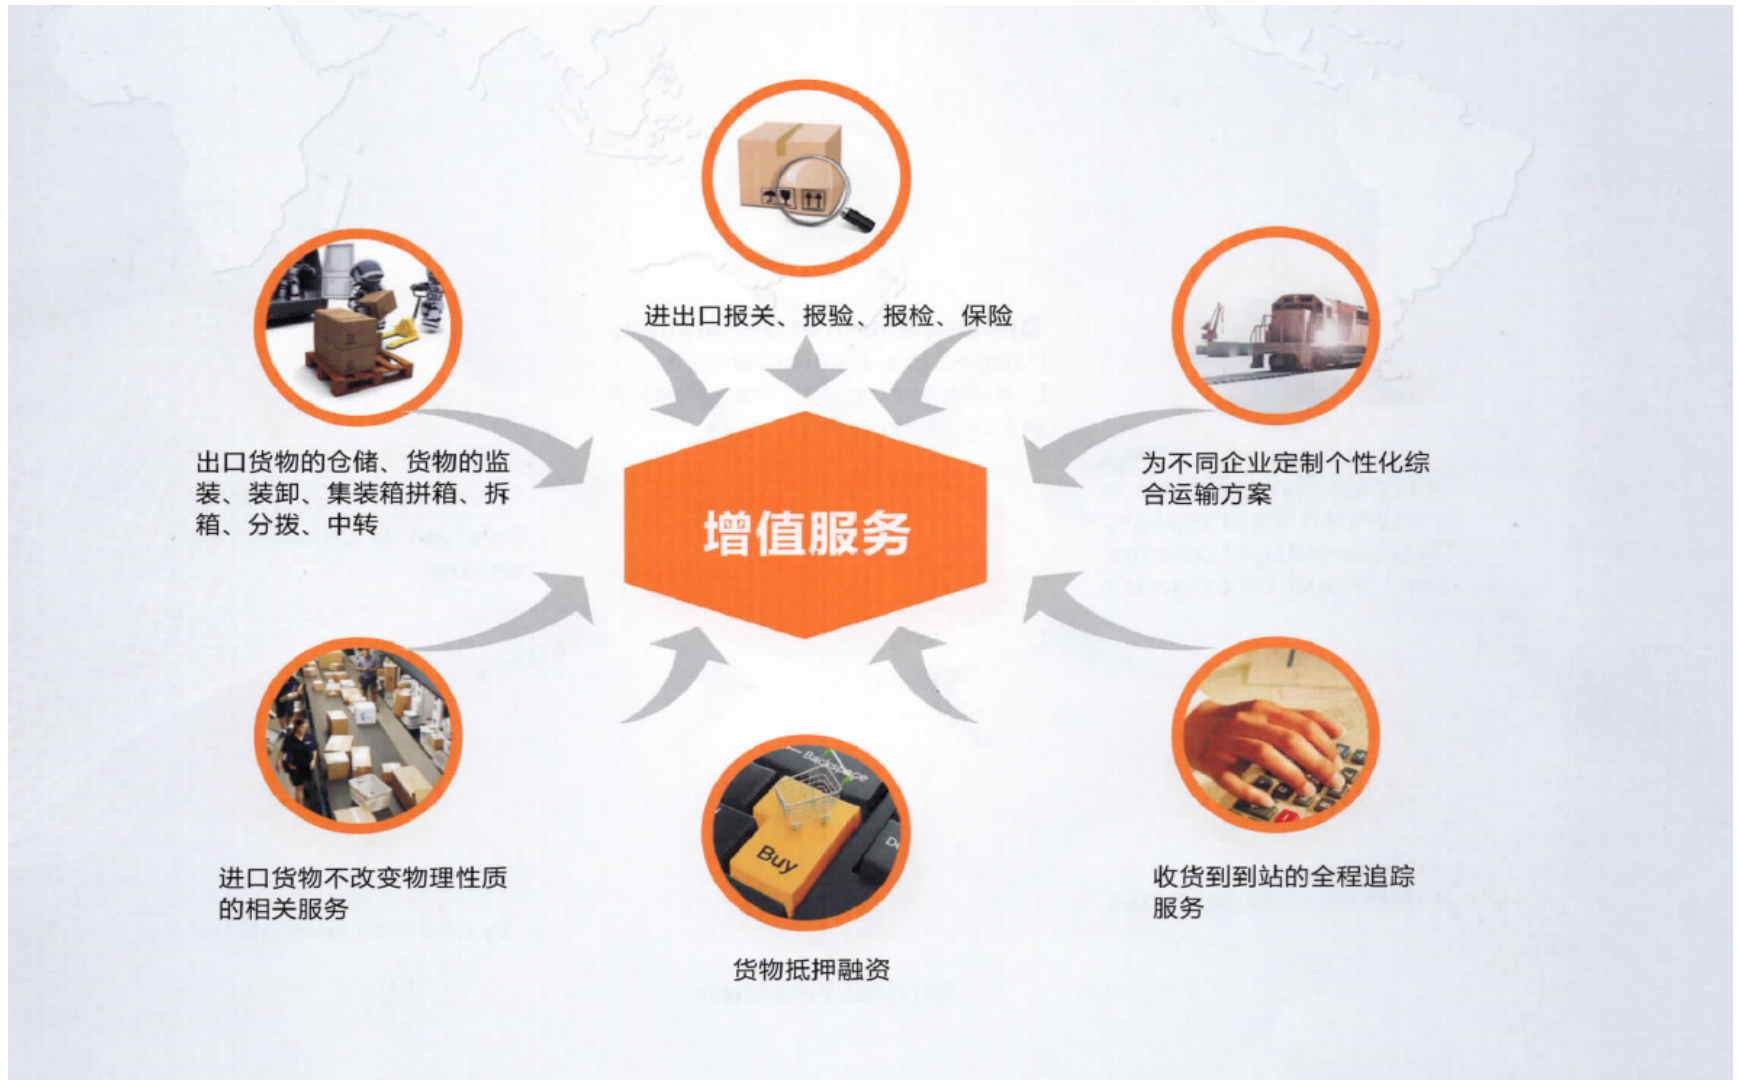 进出口报关、报验、报检、保险
出口货物的仓储、货物的监
装、装卸、集装箱拼箱、拆
箱、分拨、中转
为不同企业定制个性化综
合运输方案
增值服务
进口货物不改变物理性质
的相关服务
Backspace
Buy
货物抵押融资
收货到到站的全程追踪
服务